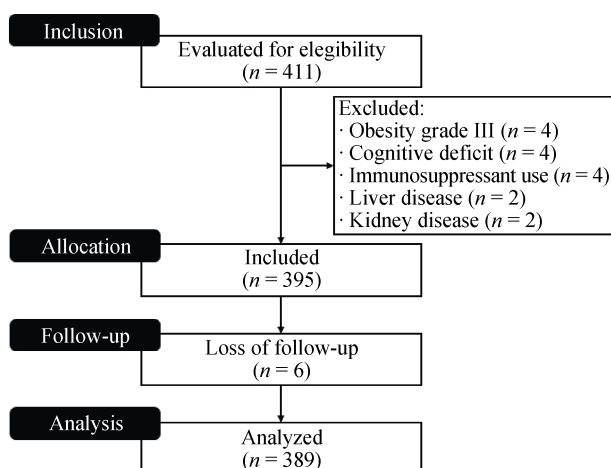 Inclusion
Evaluated for elegibility
(n = 411)
Excluded:
· Obesity grade III (n = 4)
· Cognitive deficit (n = 4)
· Immunosuppressant use (n = 4)
· Liver disease (n = 2)
· Kidney disease (n = 2)
Allocation
Included
(n = 395)
Follow-up
Loss of follow-up
(n = 6)
Analysis
Analyzed
(n = 389)